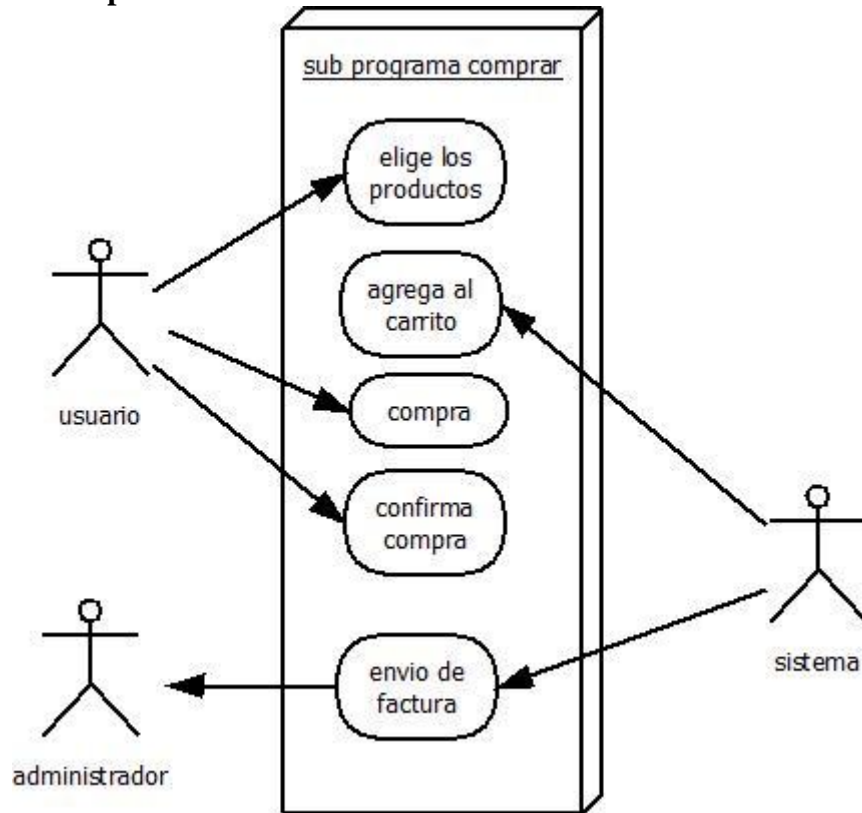 sub programa comprar
elige los
productos
agrega al
carrito
usuario
compra
confirma
compra
sistema
envio de
factura
administrador